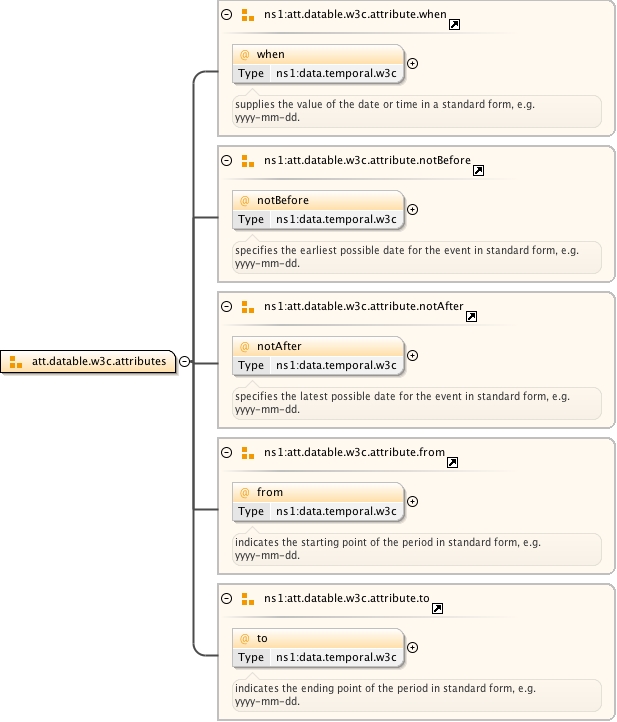 ns1:att.datable.w3c.attribute.when
@ when
Type ns1:data.temporal.w3c
supplies the value of the date or time in a standard form, e.g.
yyyy-mm-dd.
ns1:att.datable.w3c.attribute.notBefore
@ notBefore
Type ns1:data.temporal.w3c
specifies the earliest possible date for the event in standard form, e.g.
yyyy-mm-dd.
ns1:att.datable.w3c.attribute.notAfter
@ notAfter
Type ns1:data.temporal.w3c
specifies the latest possible date for the event in standard form, e.g.
yyyy-mm-dd.
att.datable.w3c.attributes
ns1:att.datable.w3c.attribute.from
@ from
Type ns1:data.temporal.w3c
indicates the starting point of the period in standard form, e.g.
yyyy-mm-dd.
ns1:att.datable.w3c.attribute.to
@ to
Type ns1:data.temporal.w3c
indicates the ending point of the period in standard form, e.g.
yyyy-mm-dd.